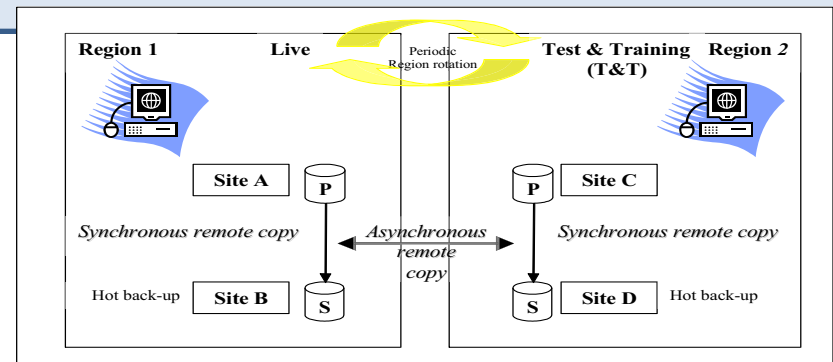 Region 1
Live
Periodic
Region rotation
Test & Training
(T&T)
Region 2
Site A
P
P
Site C
Synchronous remote copy
Asynchronous
remote
copy
Synchronous remote copy
Hot back-up
Site B
S
S
Site D
Hot back-up